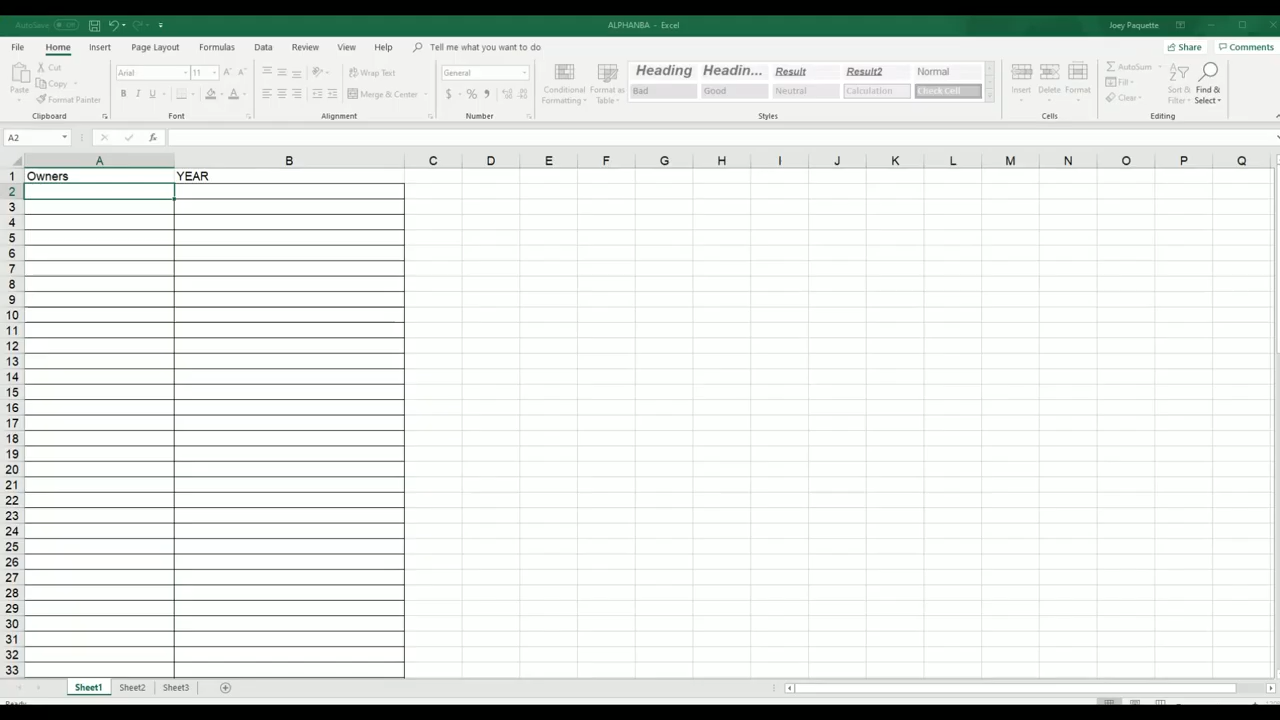 AutoSave Off ALPHANBA - Excel Joey Paquette
File Home Insert Page Layout Formulas Data Review View Help Tell me what you want to do Share Comments
Paste Cut Copy Format Painter Clipboard
Arial 11 A A B I U A Font
ab Wrap Text Merge & Center Alignment
General $ % , Number
Conditional Formatting Format as Table
Heading Headin... Result Result2 Normal
Bad Good Neutral Calculation Check Cell
Styles
Insert Delete Format Cells
AutoSum Fill Clear Sort & Filter Find & Select Editing
A2 fx
A B C D E F G H I J K L M N O P Q
1 Owners YEAR
2
3
4
5
6
7
8
9
10
11
12
13
14
15
16
17
18
19
20
21
22
23
24
25
26
27
28
29
30
31
32
33
Sheet1 Sheet2 Sheet3
Ready